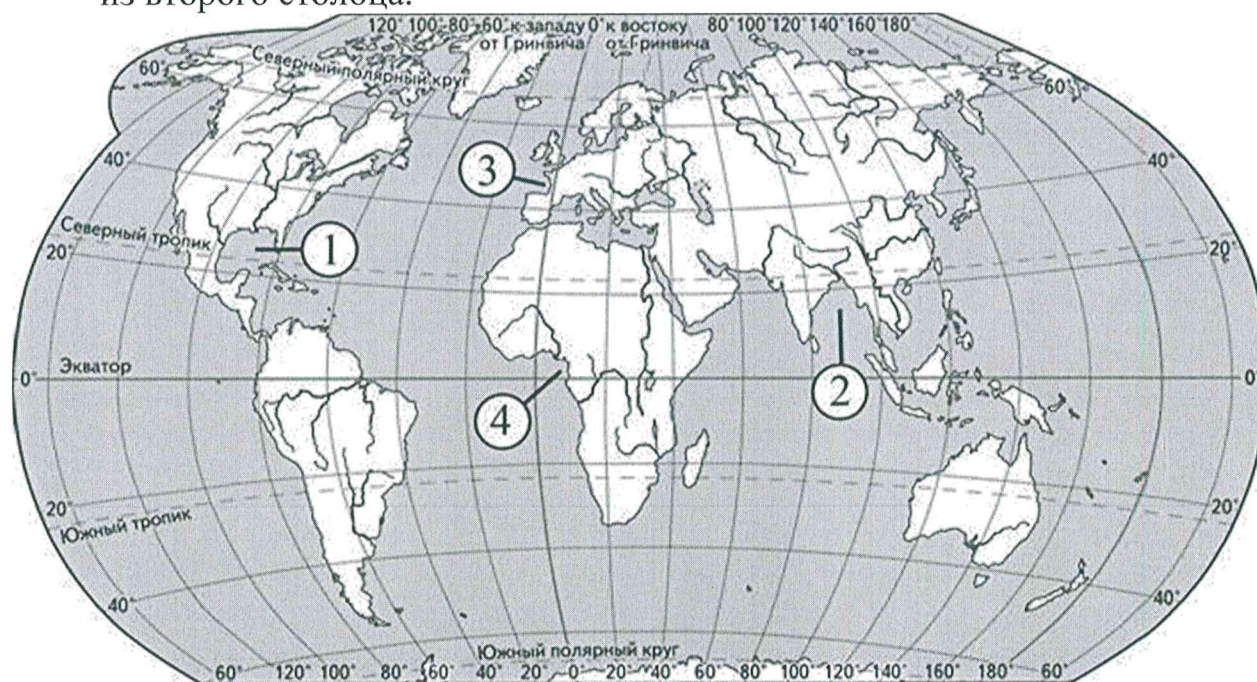 из второго столбца.
120° 100° 80° 60° к западу 0° к востоку 80 100° 120° 140° 160° 180°
от Гринвича от Гринвича
Северный полярный круг
60°
60°
40°
40°
3
Северный тропик
20°
1
20°
Экватор
0°
0
2
4
20°
20°
Южный тропик
40°
40°
Южный полярный круг
60° 120° 100° 80° 60° 40° 20° 0° 20° 40° 60° 80° 100° 120° 140 160° 180° 60°